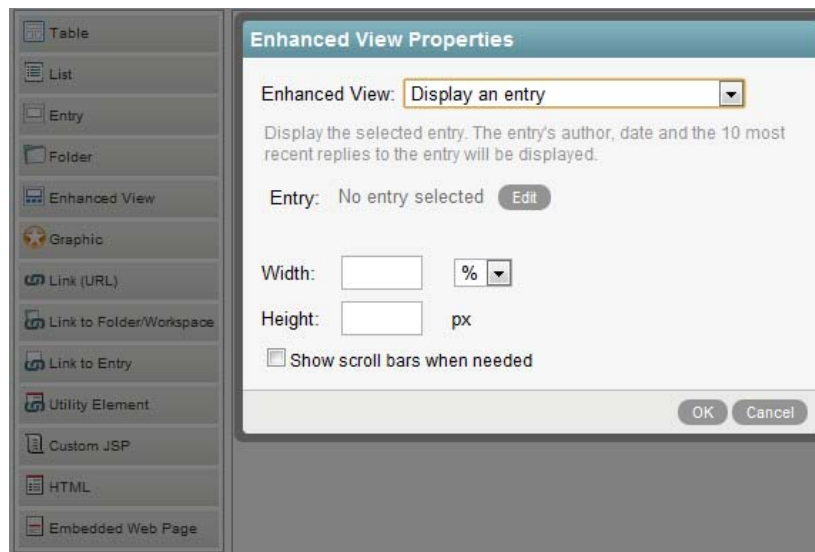 Table
List
Entry
Folder
Enhanced View
Graphic
Link (URL)
Link to Folder/Workspace
Link to Entry
Utility Element
Custom JSP
HTML
Embedded Web Page
Enhanced View Properties
Enhanced View: Display an entry
Display the selected entry. The entry's author, date and the 10 most
recent replies to the entry will be displayed.
Entry: No entry selected Edit
Width: %
Height: px
Show scroll bars when needed
OK Cancel